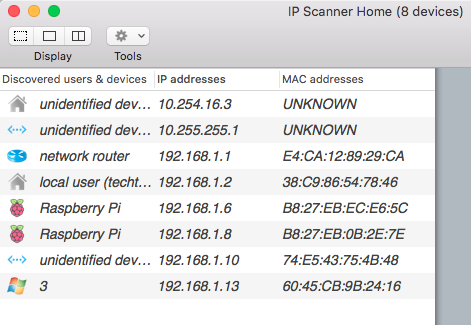 IP Scanner Home (8 devices)
Display Tools
Discovered users & devices IP addresses MAC addresses
unidentified dev... 10.254.16.3 UNKNOWN
unidentified dev... 10.255.255.1 UNKNOWN
network router 192.168.1.1 E4:CA:12:89:29:CA
local user (techt... 192.168.1.2 38:C9:86:54:78:46
Raspberry Pi 192.168.1.6 B8:27:EB:EC:E6:5C
Raspberry Pi 192.168.1.8 B8:27:EB:0B:2E:7E
unidentified dev... 192.168.1.10 74:E5:43:75:4B:48
3 192.168.1.13 60:45:CB:9B:24:16